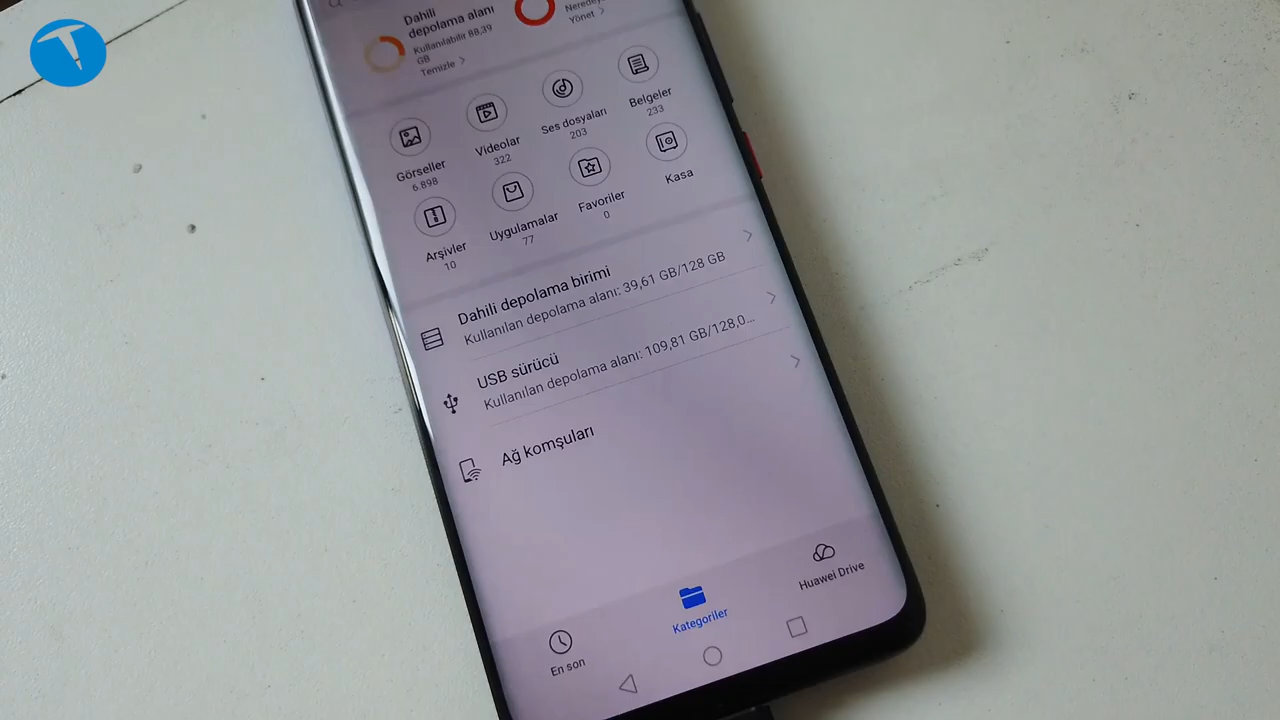 Dahili
depolama alanı
Kullanılabilir 88,39
GB
Temizle
Yönet
Görseller
6.898
Videolar
322
Ses dosyaları
203
Belgeler
233
Arşivler
10
Uygulamalar
77
Favoriler
0
Kasa
Dahili depolama birimi
Kullanılan depolama alanı: 39,61 GB/128 GB
USB sürücü
Kullanılan depolama alanı: 109,81 GB/128,0...
Ağ komşuları
En son
Kategoriler
Huawei Drive